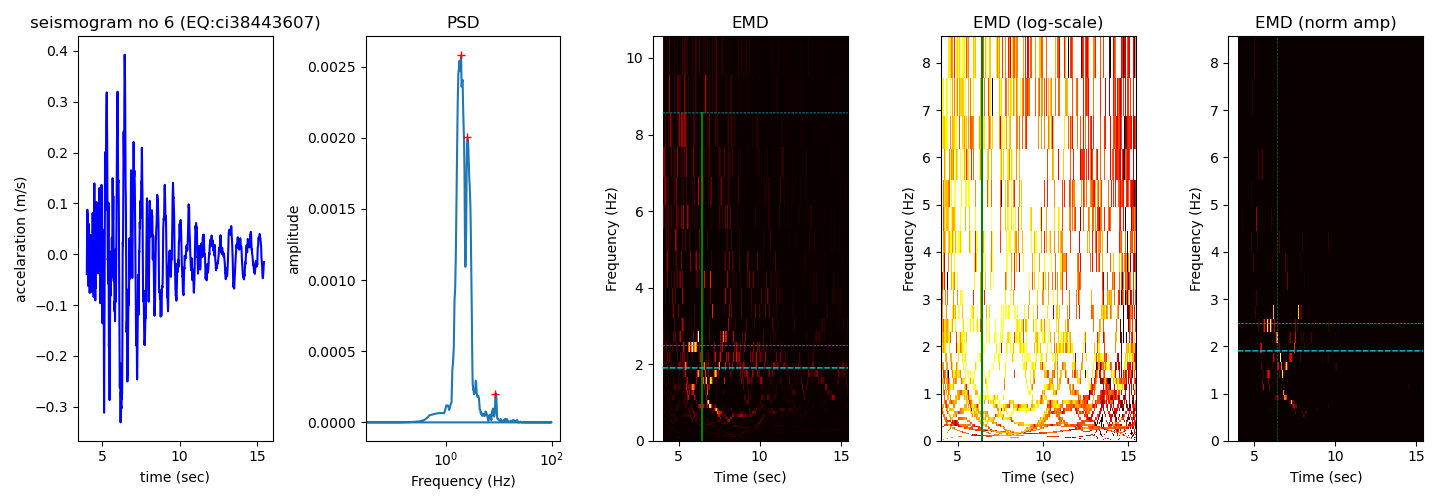 seismogram no 6 (EQ:ci38443607)
accelaration (m/s)
0.4
0.3
0.2
0.1
0.0
−0.1
−0.2
−0.3
5 10 15
time (sec)
PSD
amplitude
0.0025
0.0020
0.0015
0.0010
0.0005
0.0000
10⁰ 10²
Frequency (Hz)
EMD
Frequency (Hz)
10
8
6
4
2
0
5 10 15
Time (sec)
EMD (log-scale)
Frequency (Hz)
8
7
6
5
4
3
2
1
0
5 10 15
Time (sec)
EMD (norm amp)
Frequency (Hz)
8
7
6
5
4
3
2
1
0
5 10 15
Time (sec)